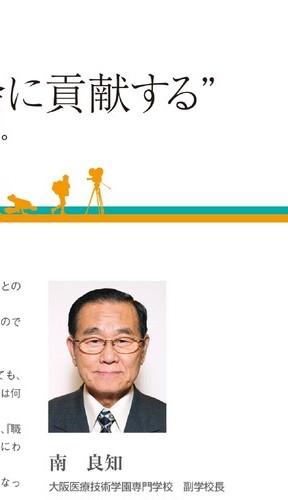 に貢献する”
。
との
ので
ても、
は何
、『職
にわ
なっ
南　良知
大阪医療技術学園専門学校　副学校長